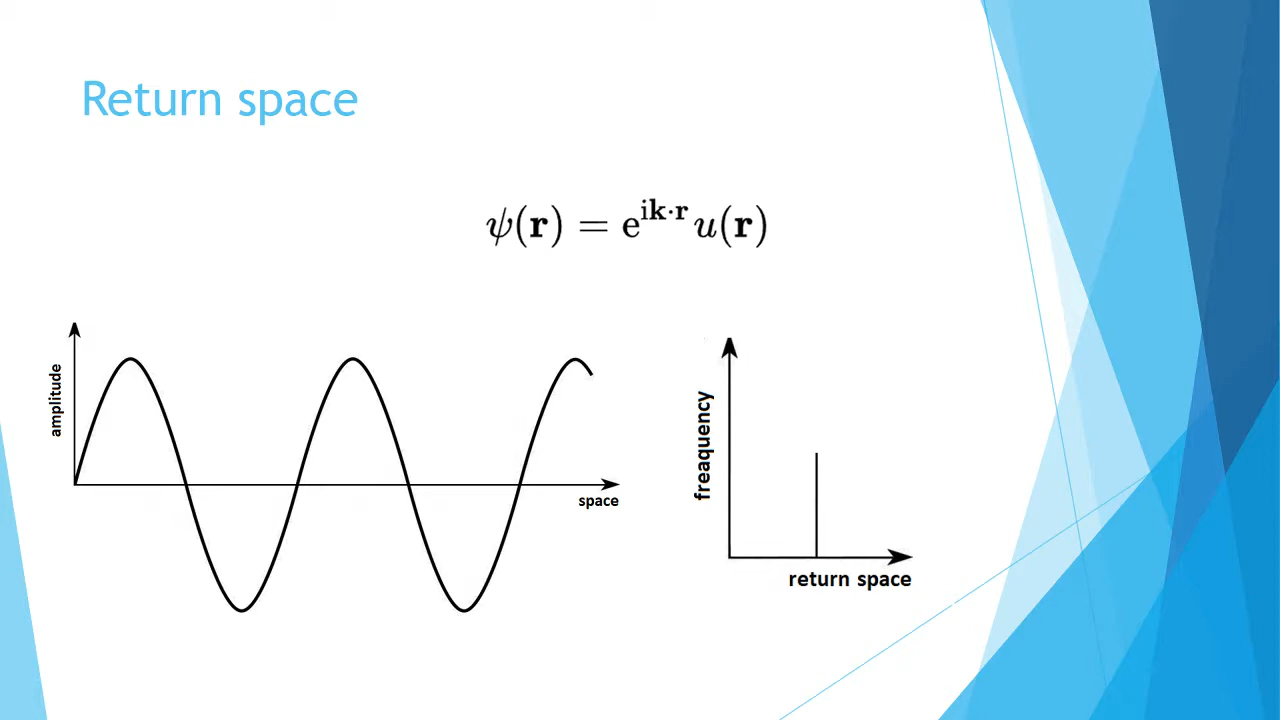 Return space
ψ(r) = e^{ik·r} u(r)
amplitude
space
freaquency
return space